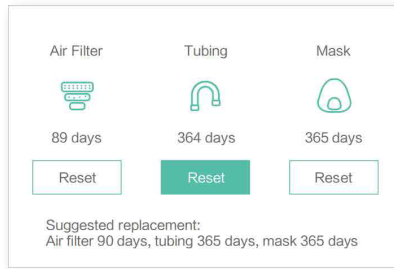 Air Filter Tubing Mask
89 days 364 days 365 days
Reset Reset Reset
Suggested replacement:
Air filter 90 days, tubing 365 days, mask 365 days